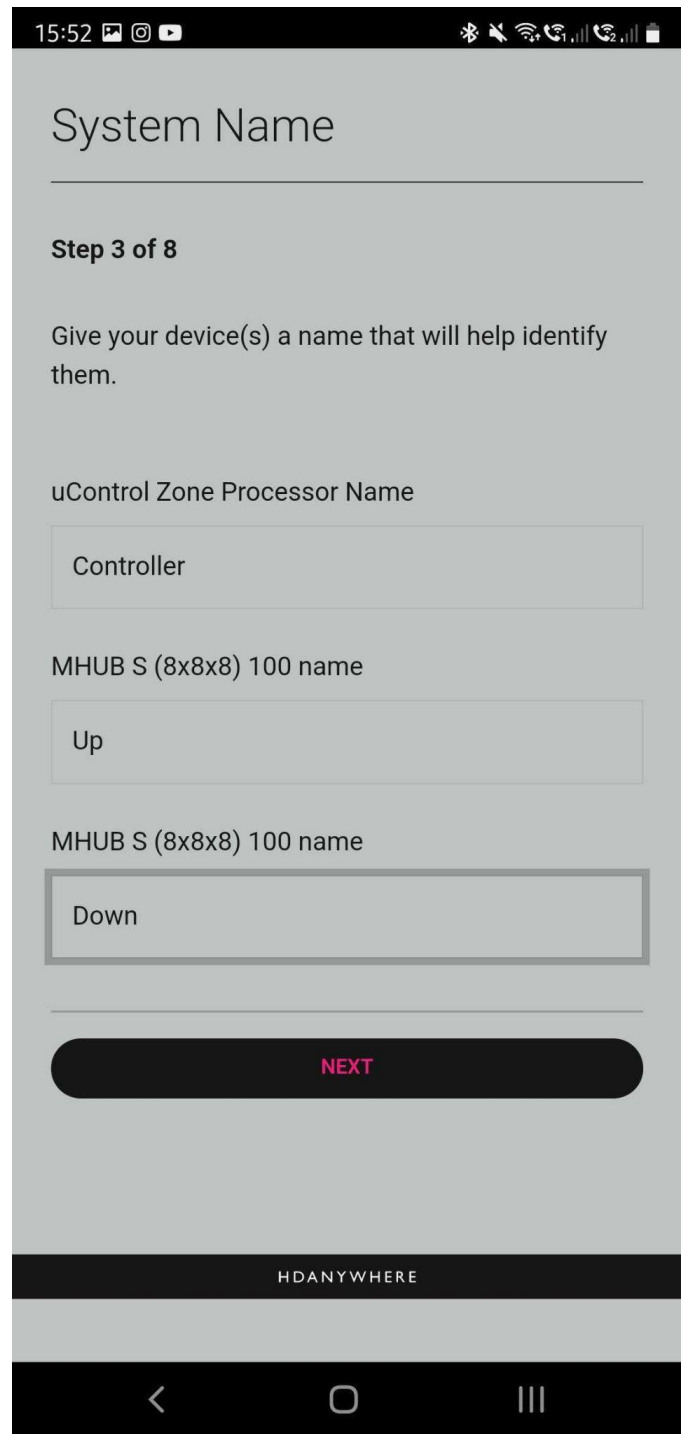 15:52
System Name
Step 3 of 8
Give your device(s) a name that will help identify
them.
uControl Zone Processor Name
Controller
MHUB S (8x8x8) 100 name
Up
MHUB S (8x8x8) 100 name
Down
NEXT
HDANYWHERE